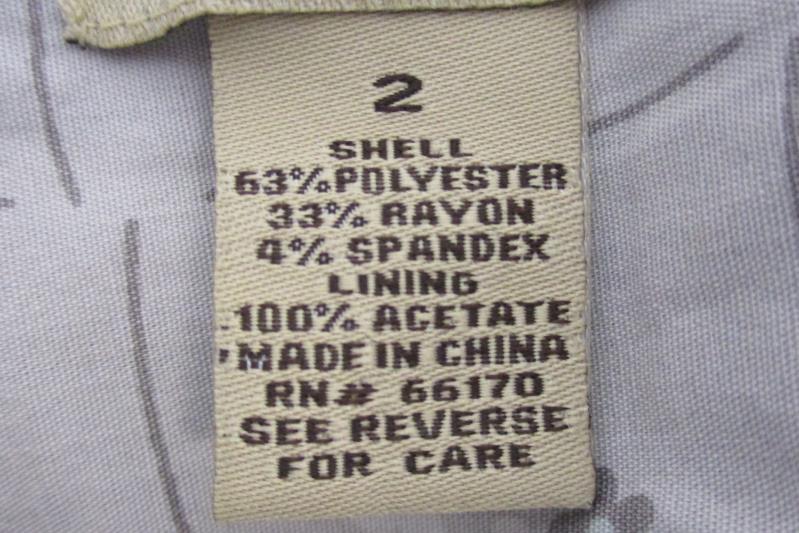 2
SHELL
63%POLYESTER
33% RAYON
4% SPANDEX
LINING
100% ACETATE
MADE IN CHINA
RN# 66170
SEE REVERSE
FOR CARE